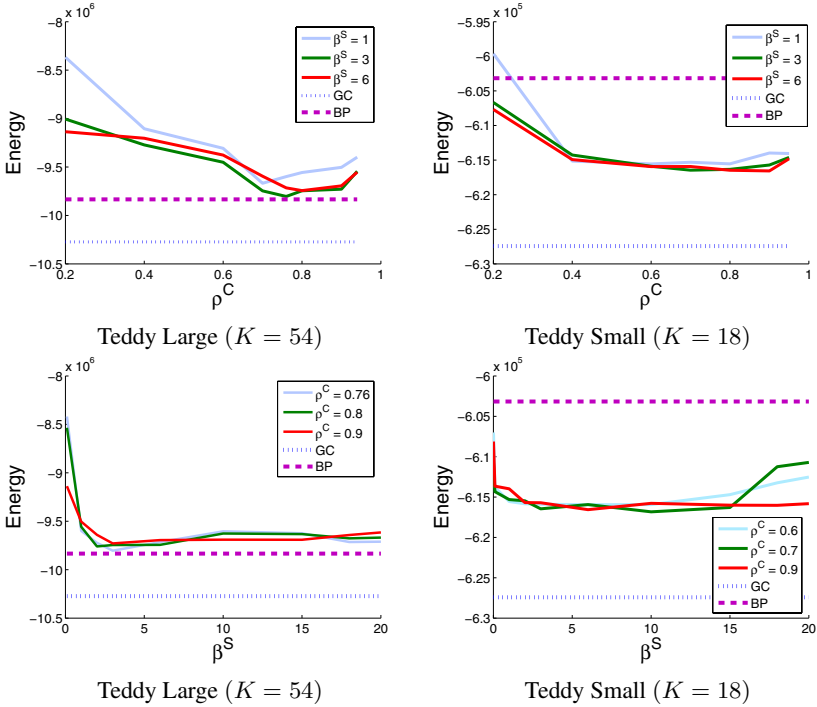 x 10^6
−8
−8.5
−9
−9.5
−10
−10.5
Energy
0.2 0.4 0.6 0.8 1
ρ^C
β^S = 1
β^S = 3
β^S = 6
GC
BP
Teddy Large (K = 54)
x 10^5
−5.95
−6
−6.05
−6.1
−6.15
−6.2
−6.25
−6.3
Energy
0.2 0.4 0.6 0.8 1
ρ^C
β^S = 1
β^S = 3
β^S = 6
GC
BP
Teddy Small (K = 18)
x 10^6
−8
−8.5
−9
−9.5
−10
−10.5
Energy
0 5 10 15 20
β^S
ρ^C = 0.76
ρ^C = 0.8
ρ^C = 0.9
GC
BP
Teddy Large (K = 54)
x 10^5
−6
−6.05
−6.1
−6.15
−6.2
−6.25
−6.3
Energy
0 5 10 15 20
β^S
ρ^C = 0.6
ρ^C = 0.7
ρ^C = 0.9
GC
BP
Teddy Small (K = 18)